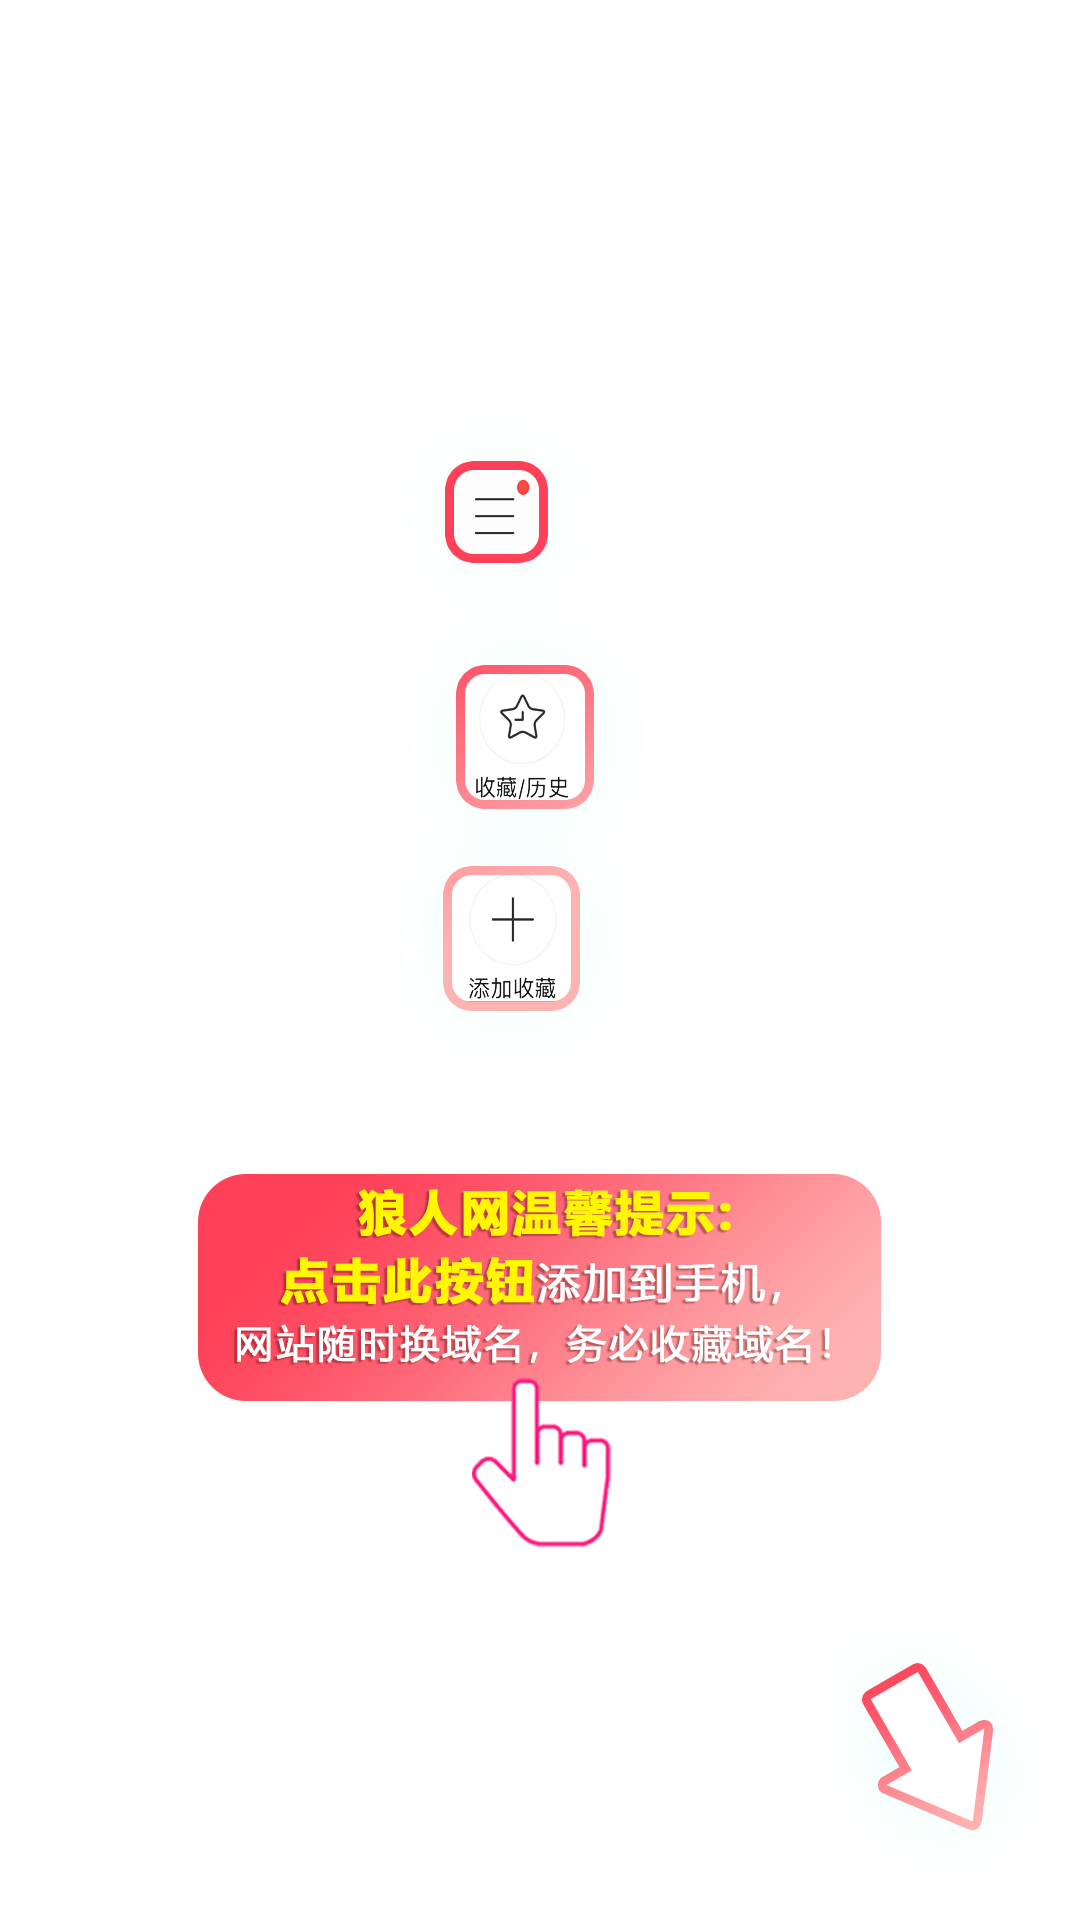 收藏/历史
添加收藏
狼人网温馨提示:
点击此按钮添加到手机，
网站随时换域名，务必收藏域名！